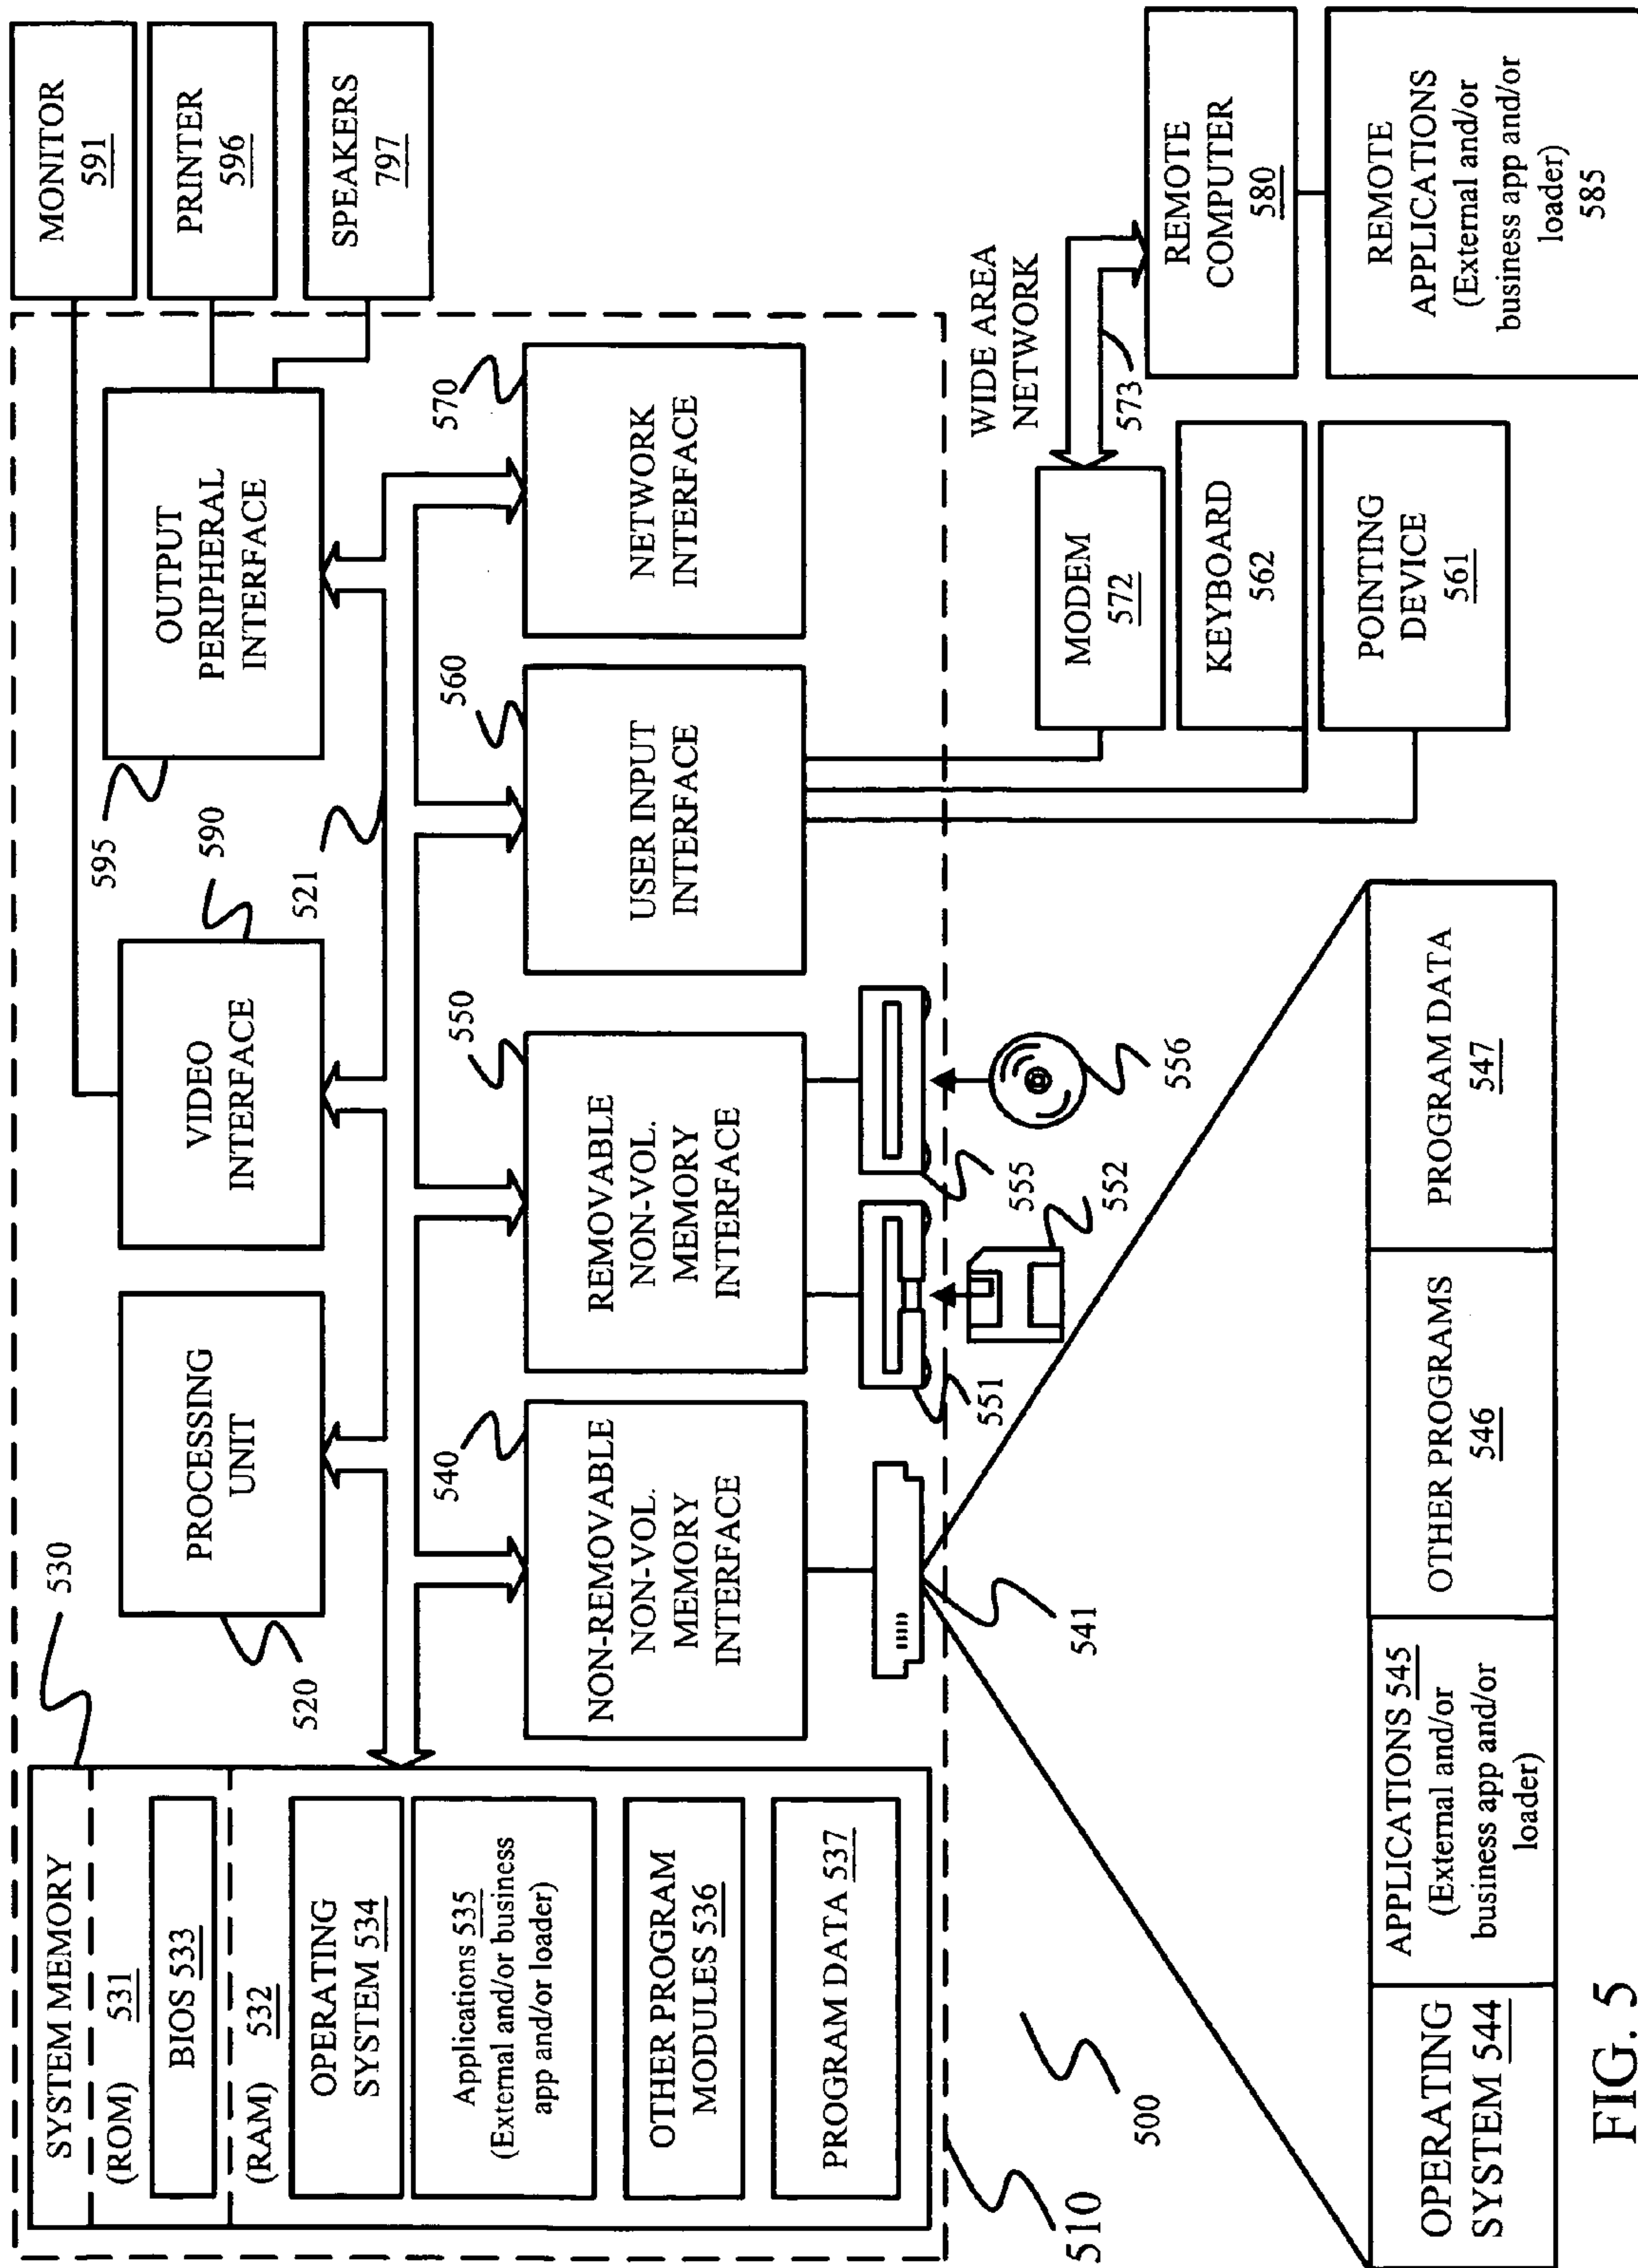 SYSTEM MEMORY
(ROM) 531
BIOS 533
(RAM) 532
OPERATING
SYSTEM 534
Applications 535
(External and/or business
app and/or loader)
OTHER PROGRAM
MODULES 536
PROGRAM DATA 537
530
520
PROCESSING
UNIT
590
VIDEO
INTERFACE
595
OUTPUT
PERIPHERAL
INTERFACE
521
MONITOR
591
PRINTER
596
SPEAKERS
797
540
NON-REMOVABLE
NON-VOL.
MEMORY
INTERFACE
550
REMOVABLE
NON-VOL.
MEMORY
INTERFACE
560
USER INPUT
INTERFACE
570
NETWORK
INTERFACE
510
500
541
551
552
555
556
WIDE AREA
NETWORK
573
MODEM
572
KEYBOARD
562
POINTING
DEVICE
561
REMOTE
COMPUTER
580
REMOTE
APPLICATIONS
(External and/or
business app and/or
loader)
585
OPERATING
SYSTEM 544
APPLICATIONS 545
(External and/or
business app and/or
loader)
OTHER PROGRAMS
546
PROGRAM DATA
547
FIG. 5